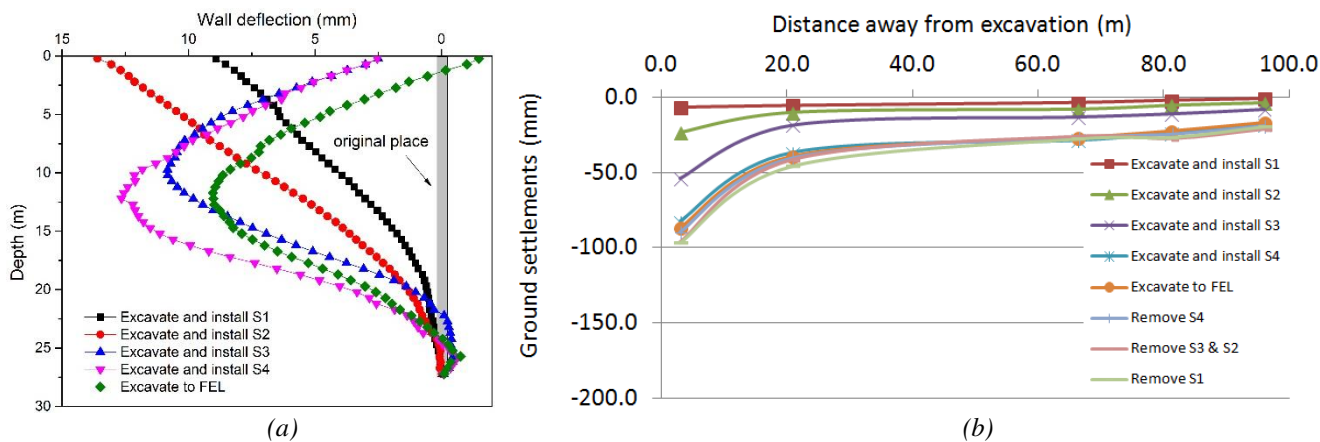 Wall deflection (mm)
15 10 5 0
0
5
10
15
20
25
30
Depth (m)
original place
Excavate and install S1
Excavate and install S2
Excavate and install S3
Excavate and install S4
Excavate to FEL
(a)
Distance away from excavation (m)
0.0 20.0 40.0 60.0 80.0 100.0
0.0
-50.0
-100.0
-150.0
-200.0
Ground settlements (mm)
Excavate and install S1
Excavate and install S2
Excavate and install S3
Excavate and install S4
Excavate to FEL
Remove S4
Remove S3 & S2
Remove S1
(b)